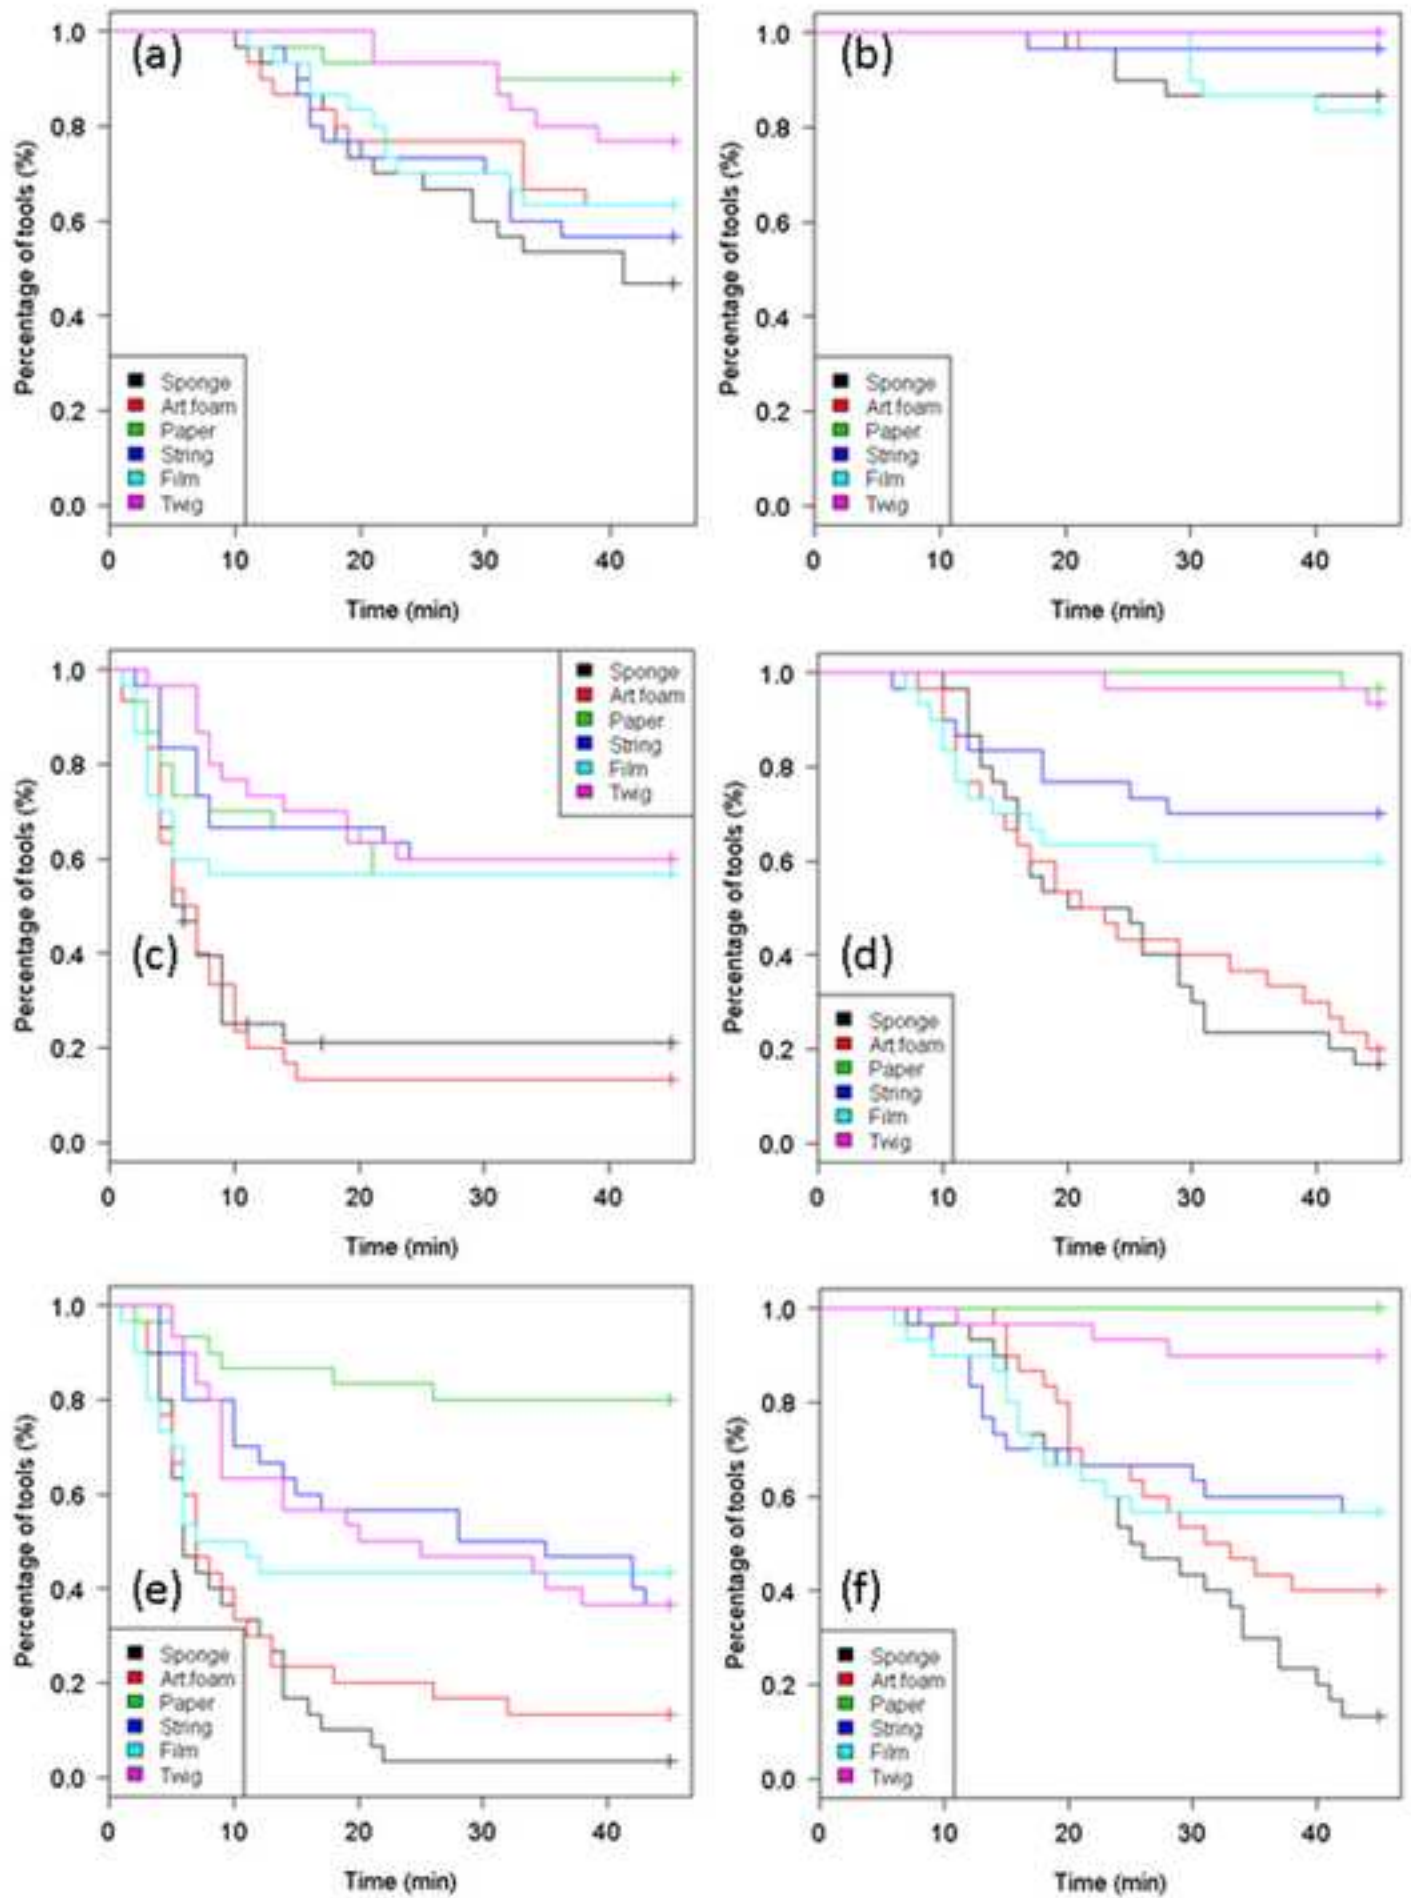 (a)
1.0
0.8
0.6
0.4
0.2
0.0
Percentage of tools (%)
Sponge
Art foam
Paper
String
Film
Twig
0 10 20 30 40
Time (min)
(b)
1.0
0.8
0.6
0.4
0.2
0.0
Percentage of tools (%)
Sponge
Art foam
Paper
String
Film
Twig
0 10 20 30 40
Time (min)
(c)
1.0
0.8
0.6
0.4
0.2
0.0
Percentage of tools (%)
Sponge
Art foam
Paper
String
Film
Twig
0 10 20 30 40
Time (min)
(d)
1.0
0.8
0.6
0.4
0.2
0.0
Percentage of tools (%)
Sponge
Art foam
Paper
String
Film
Twig
0 10 20 30 40
Time (min)
(e)
1.0
0.8
0.6
0.4
0.2
0.0
Percentage of tools (%)
Sponge
Art foam
Paper
String
Film
Twig
0 10 20 30 40
Time (min)
(f)
1.0
0.8
0.6
0.4
0.2
0.0
Percentage of tools (%)
Sponge
Art foam
Paper
String
Film
Twig
0 10 20 30 40
Time (min)